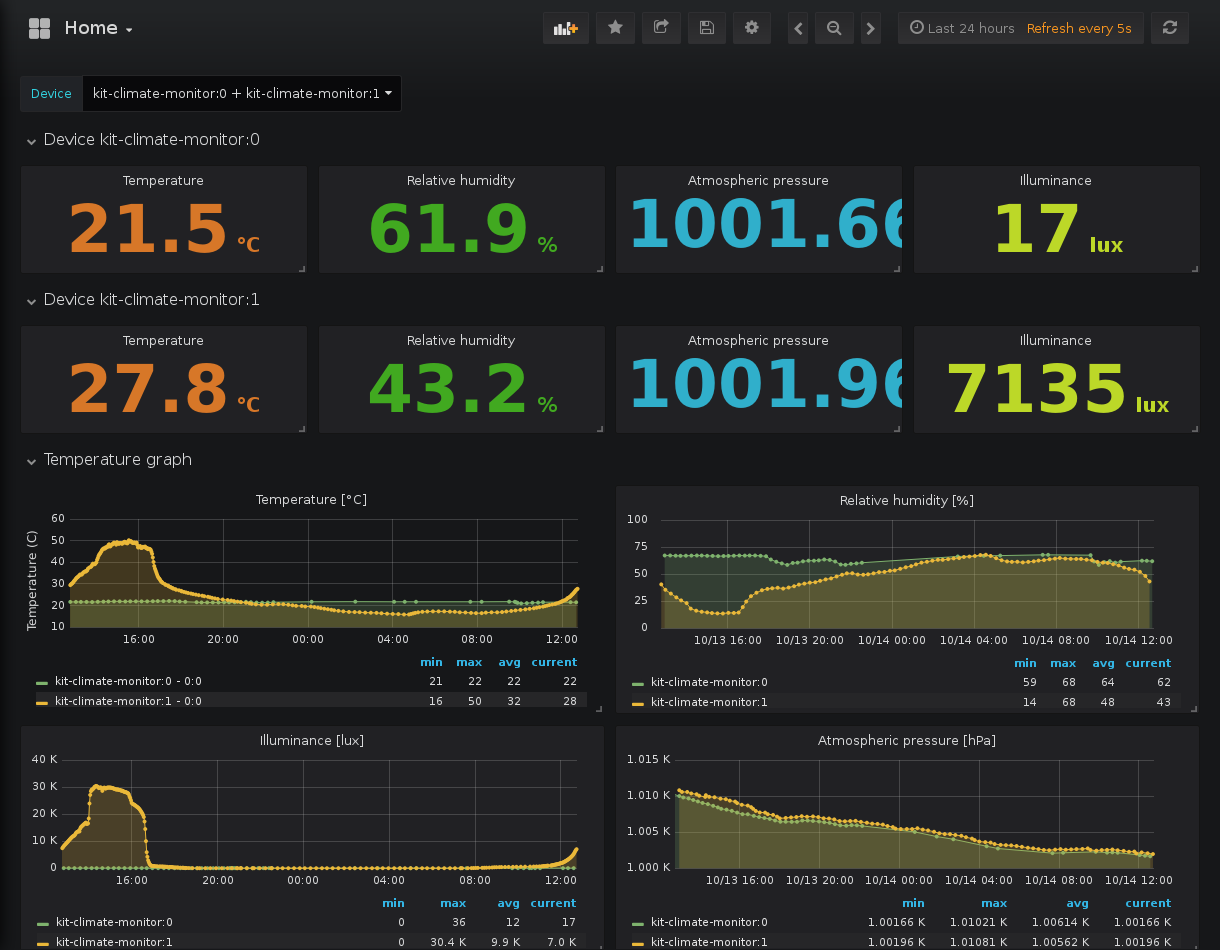 Home
Last 24 hours Refresh every 5s
Device kit-climate-monitor:0 + kit-climate-monitor:1
Device kit-climate-monitor:0
Temperature Relative humidity Atmospheric pressure Illuminance
21.5 °C 61.9 % 1001.66 17 lux
Device kit-climate-monitor:1
Temperature Relative humidity Atmospheric pressure Illuminance
27.8 °C 43.2 % 1001.96 7135 lux
Temperature graph
Temperature [°C]
Temperature (C)
60
50
40
30
20
10
16:00 20:00 00:00 04:00 08:00 12:00
min max avg current
kit-climate-monitor:0 - 0:0 21 22 22 22
kit-climate-monitor:1 - 0:0 16 50 32 28
Relative humidity [%]
100
75
50
25
0
10/13 16:00 10/13 20:00 10/14 00:00 10/14 04:00 10/14 08:00 10/14 12:00
min max avg current
kit-climate-monitor:0 59 68 64 62
kit-climate-monitor:1 14 68 48 43
Illuminance [lux]
40 K
30 K
20 K
10 K
0
16:00 20:00 00:00 04:00 08:00 12:00
min max avg current
kit-climate-monitor:0 0 36 12 17
kit-climate-monitor:1 0 30.4 K 9.9 K 7.0 K
Atmospheric pressure [hPa]
1.015 K
1.010 K
1.005 K
1.000 K
10/13 16:00 10/13 20:00 10/14 00:00 10/14 04:00 10/14 08:00 10/14 12:00
min max avg current
kit-climate-monitor:0 1.00166 K 1.01021 K 1.00614 K 1.00166 K
kit-climate-monitor:1 1.00196 K 1.01081 K 1.00562 K 1.00196 K